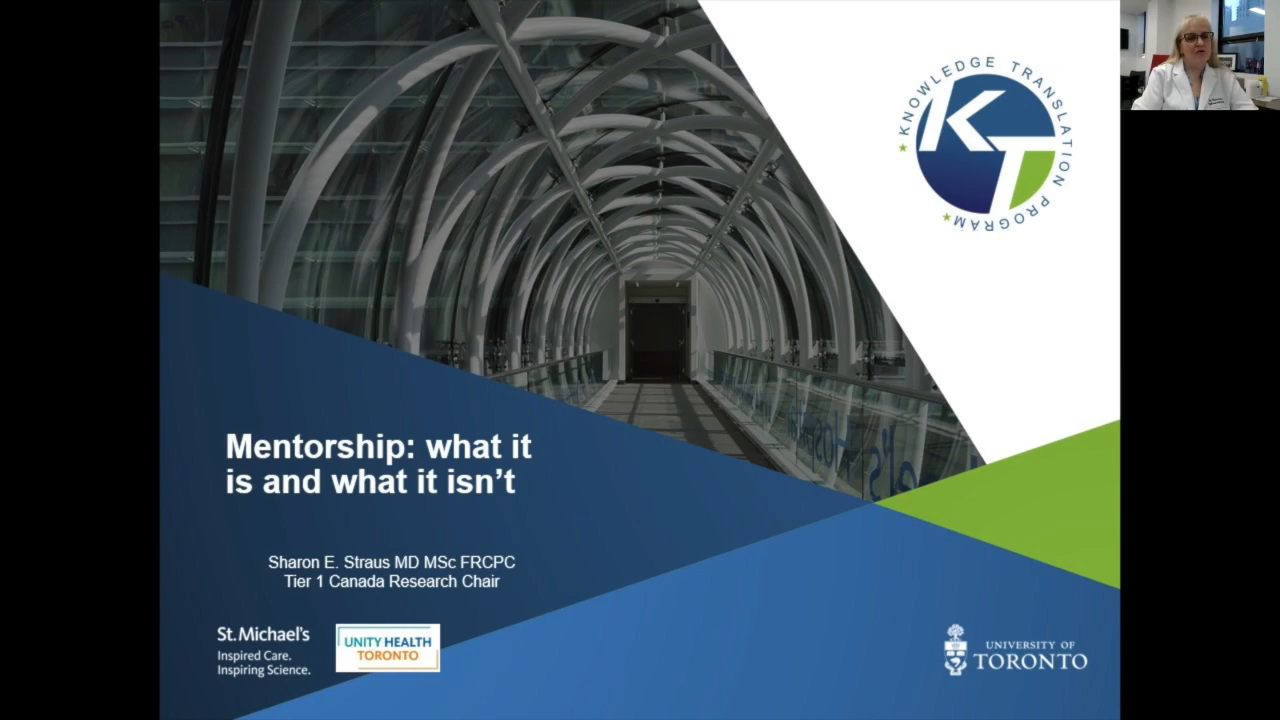 KNOWLEDGE TRANSLATION PROGRAM
KT
Mentorship: what it
is and what it isn't
Sharon E. Straus MD MSc FRCPC
Tier 1 Canada Research Chair
St. Michael's
Inspired Care.
Inspiring Science.
UNITY HEALTH
TORONTO
UNIVERSITY OF
TORONTO